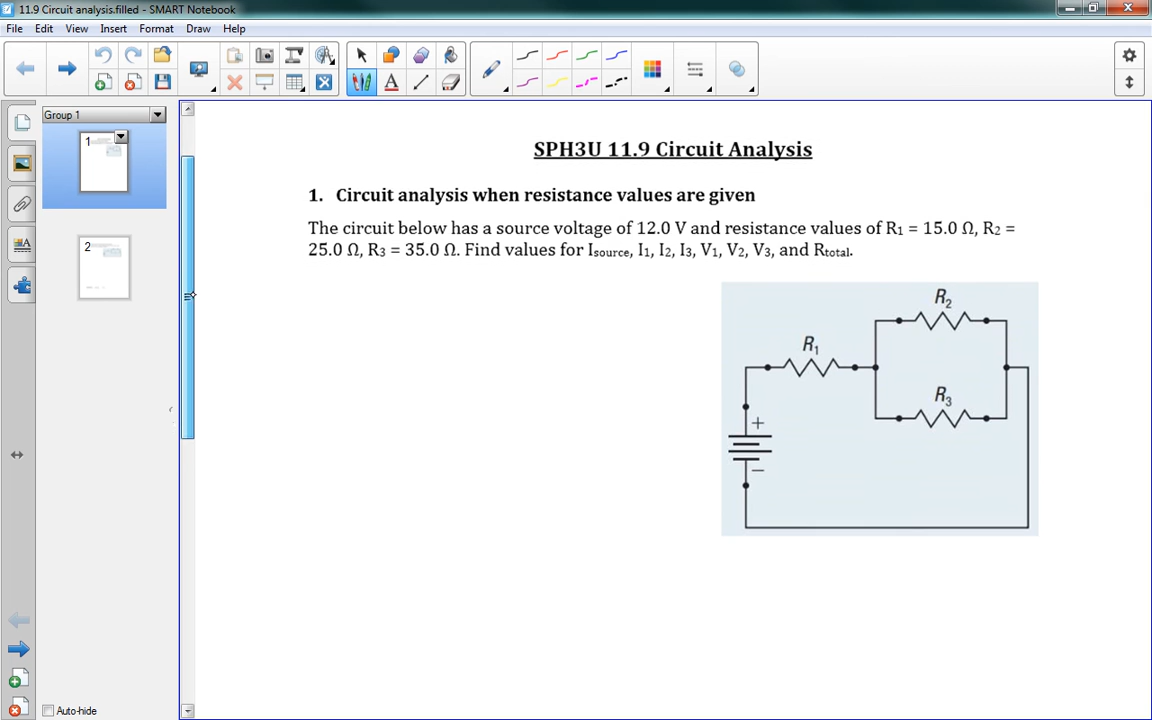 11.9 Circuit analysis.filled - SMART Notebook
File Edit View Insert Format Draw Help
Group 1
1
2
SPH3U 11.9 Circuit Analysis
1. Circuit analysis when resistance values are given
The circuit below has a source voltage of 12.0 V and resistance values of R1 = 15.0 Ω, R2 =
25.0 Ω, R3 = 35.0 Ω. Find values for Isource, I1, I2, I3, V1, V2, V3, and Rtotal.
R2
R1
R3
+
−
Auto-hide